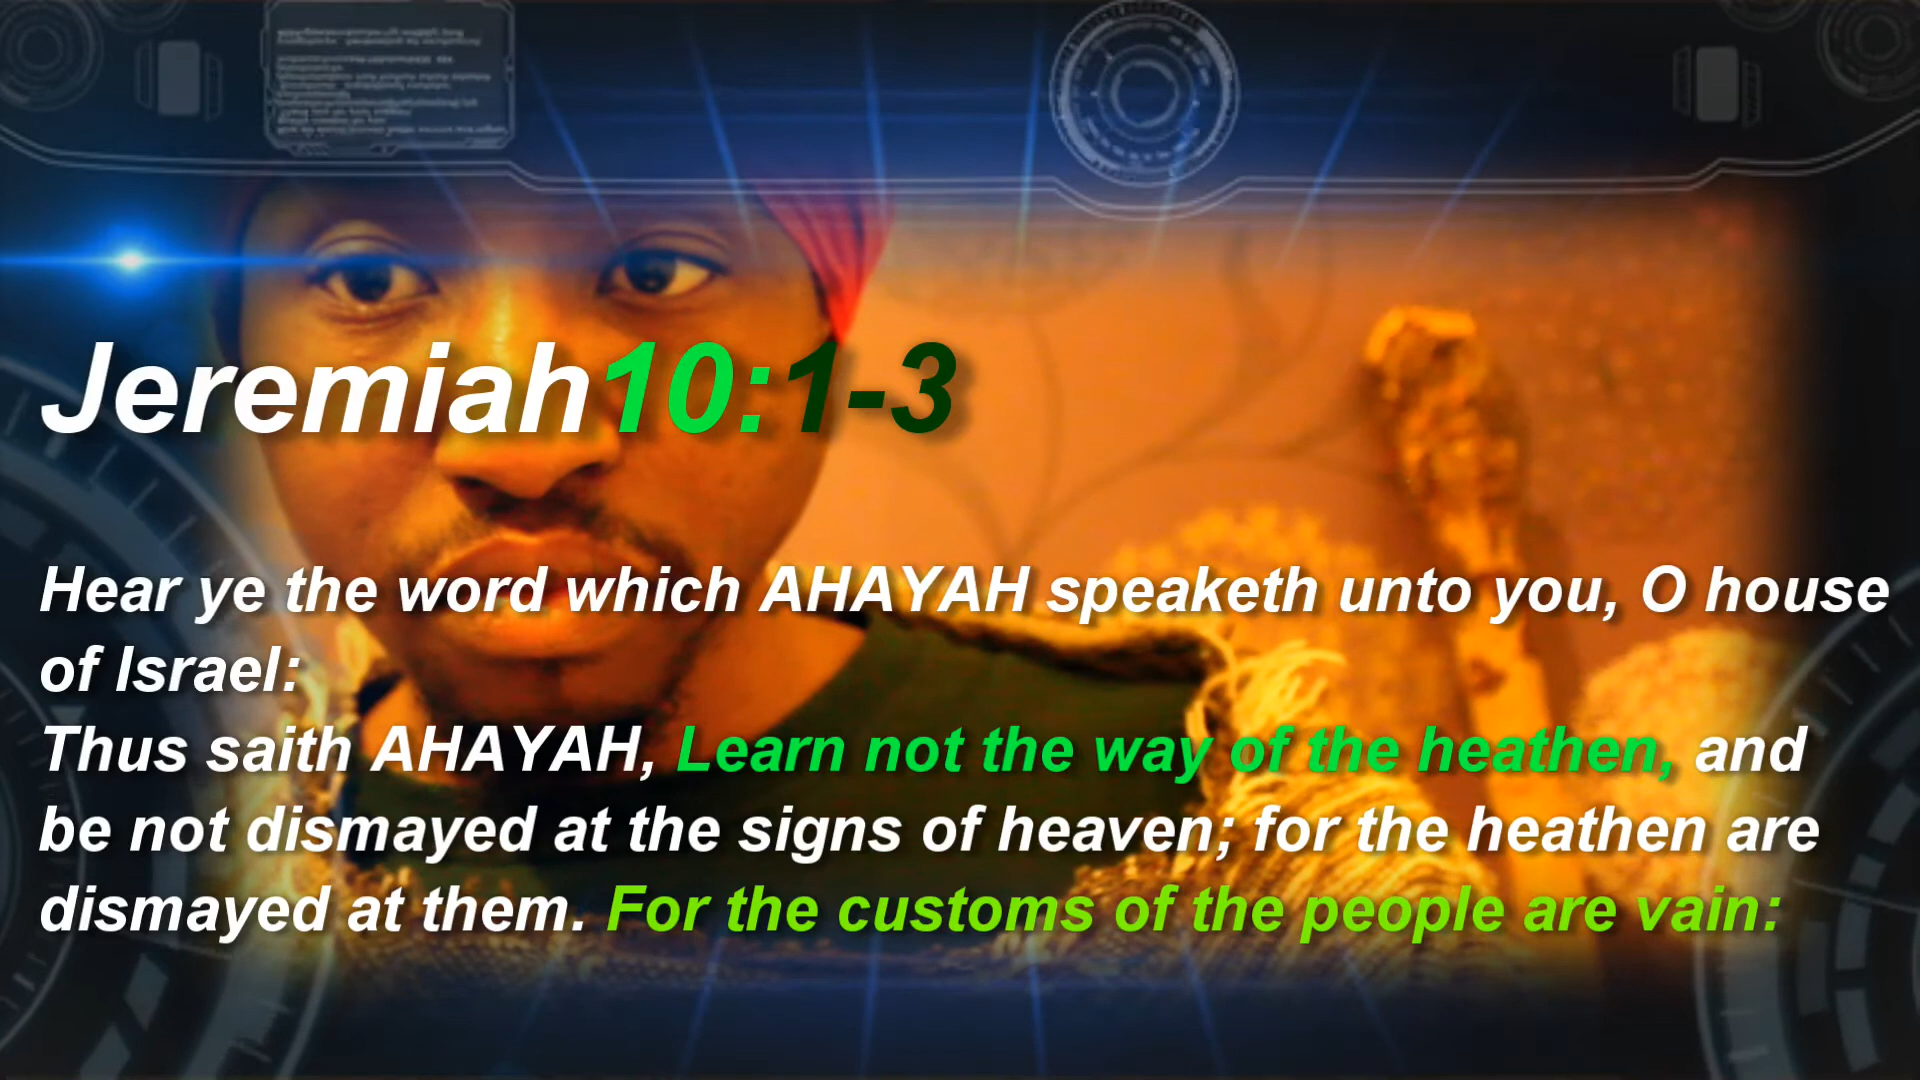 Jeremiah10:1-3
Hear ye the word which AHAYAH speaketh unto you, O house
of Israel:
Thus saith AHAYAH, Learn not the way of the heathen, and
be not dismayed at the signs of heaven; for the heathen are
dismayed at them. For the customs of the people are vain: